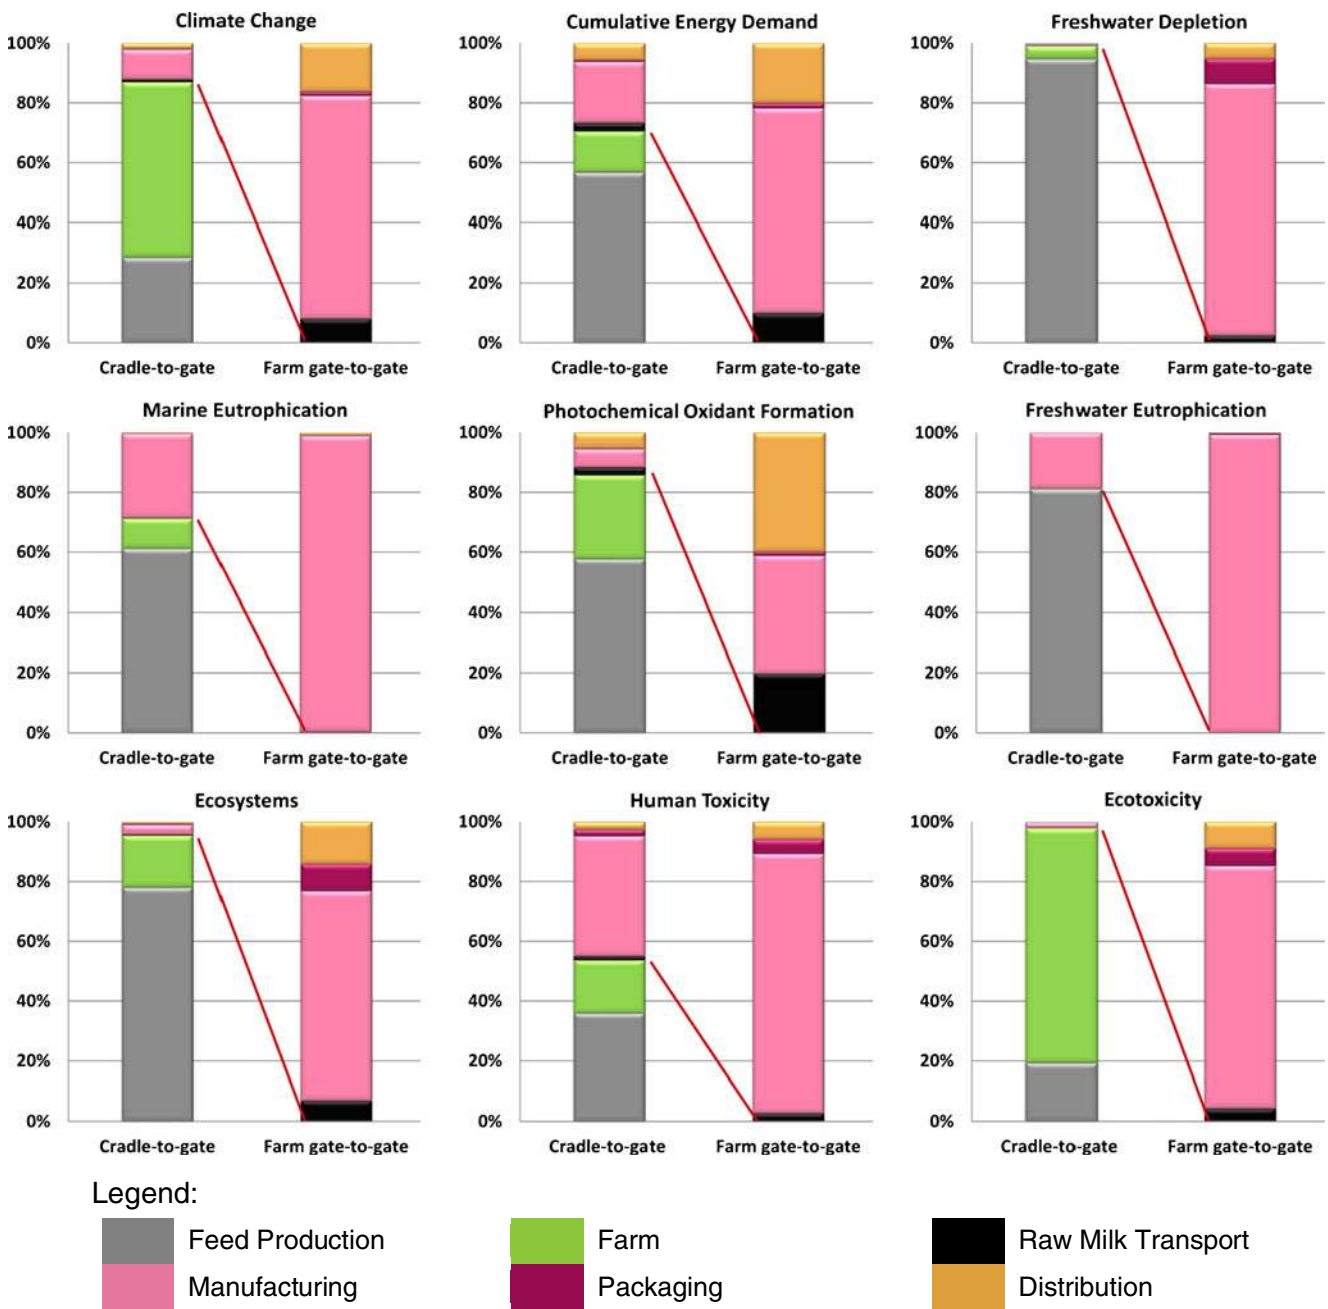 Climate Change
100%
80%
60%
40%
20%
0%
Cradle-to-gate Farm gate-to-gate
Cumulative Energy Demand
100%
80%
60%
40%
20%
0%
Cradle-to-gate Farm gate-to-gate
Freshwater Depletion
100%
80%
60%
40%
20%
0%
Cradle-to-gate Farm gate-to-gate
Marine Eutrophication
100%
80%
60%
40%
20%
0%
Cradle-to-gate Farm gate-to-gate
Photochemical Oxidant Formation
100%
80%
60%
40%
20%
0%
Cradle-to-gate Farm gate-to-gate
Freshwater Eutrophication
100%
80%
60%
40%
20%
0%
Cradle-to-gate Farm gate-to-gate
Ecosystems
100%
80%
60%
40%
20%
0%
Cradle-to-gate Farm gate-to-gate
Human Toxicity
100%
80%
60%
40%
20%
0%
Cradle-to-gate Farm gate-to-gate
Ecotoxicity
100%
80%
60%
40%
20%
0%
Cradle-to-gate Farm gate-to-gate
Legend:
Feed Production Farm Raw Milk Transport
Manufacturing Packaging Distribution